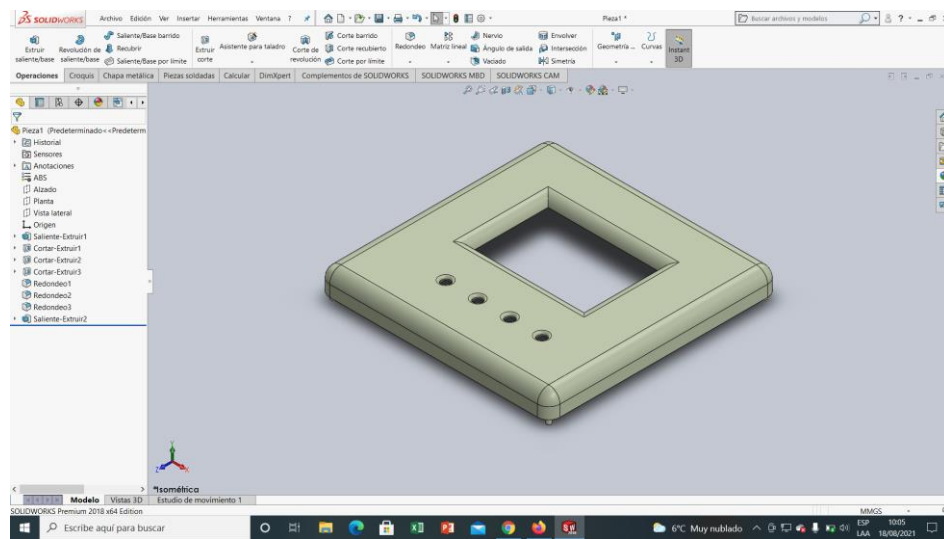 SOLIDWORKS Archivo Edición Ver Insertar Herramientas Ventana ? Pieza1 * Buscar archivos y modelos
Extruir saliente/base
Revolución de saliente/base
Saliente/Base barrido
Recubrir
Saliente/Base por límite
Extruir corte
Asistente para taladro
Corte de revolución
Corte barrido
Corte recubierto
Corte por límite
Redondeo
Matriz lineal
Nervio
Ángulo de salida
Vaciado
Envolver
Intersección
Simetría
Geometría ...
Curvas
Instant 3D
Operaciones Croquis Chapa metálica Piezas soldadas Calcular DimXpert Complementos de SOLIDWORKS SOLIDWORKS MBD SOLIDWORKS CAM
Pieza1 (Predeterminado<<Predeterm
Historial
Sensores
Anotaciones
ABS
Alzado
Planta
Vista lateral
Origen
Saliente-Extruir1
Cortar-Extruir1
Cortar-Extruir2
Cortar-Extruir3
Redondeo1
Redondeo2
Redondeo3
Saliente-Extruir2
*Isométrica
Modelo Vistas 3D Estudio de movimiento 1
SOLIDWORKS Premium 2018 x64 Edition MMGS
Escribe aquí para buscar 6°C Muy nublado ESP 10:05
LAA 18/08/2021